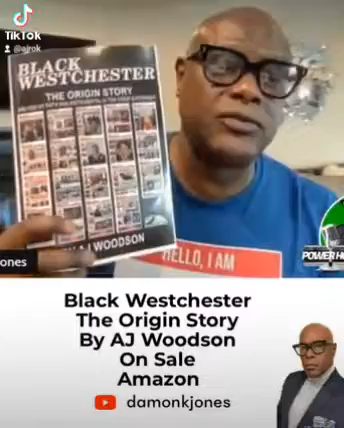 TikTok
@ajrok
BLACK
WESTCHESTER
THE ORIGIN STORY
AJ WOODSON
HELLO, I AM
ones
POWER H
Black Westchester
The Origin Story
By AJ Woodson
On Sale
Amazon
damonkjones